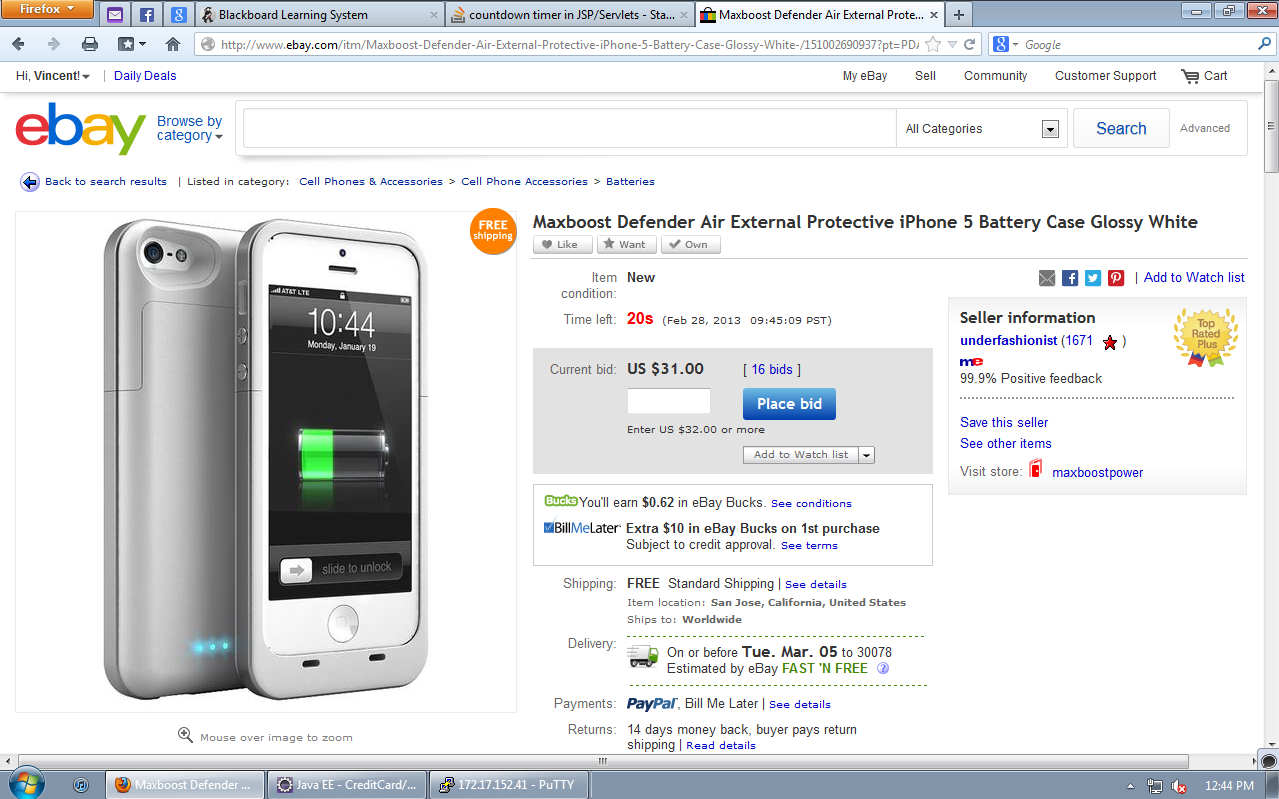 Firefox
Blackboard Learning System
countdown timer in JSP/Servlets - Sta...
Maxboost Defender Air External Prote...
http://www.ebay.com/itm/Maxboost-Defender-Air-External-Protective-iPhone-5-Battery-Case-Glossy-White-/151002690937?pt=PDA
Google
Hi, Vincent!
Daily Deals
My eBay
Sell
Community
Customer Support
Cart
ebay
Browse by
category
All Categories
Search
Advanced
Back to search results | Listed in category: Cell Phones & Accessories > Cell Phone Accessories > Batteries
FREE
shipping
Maxboost Defender Air External Protective iPhone 5 Battery Case Glossy White
Like
Want
Own
Item
condition:
New
Add to Watch list
Time left: 20s (Feb 28, 2013 09:45:09 PST)
Current bid: US $31.00 [ 16 bids ]
Place bid
Enter US $32.00 or more
Add to Watch list
Seller information
underfashionist (1671 )
me
99.9% Positive feedback
Top
Rated
Plus
Save this seller
See other items
Visit store: maxboostpower
AT&T LTE
10:44
Monday, January 19
slide to unlock
Bucks You'll earn $0.62 in eBay Bucks. See conditions
BillMeLater Extra $10 in eBay Bucks on 1st purchase
Subject to credit approval. See terms
Shipping: FREE Standard Shipping | See details
Item location: San Jose, California, United States
Ships to: Worldwide
Delivery: On or before Tue. Mar. 05 to 30078
Estimated by eBay FAST 'N FREE
Payments: PayPal, Bill Me Later | See details
Returns: 14 days money back, buyer pays return
shipping | Read details
Mouse over image to zoom
Maxboost Defender ...
Java EE - CreditCard/...
172.17.152.41 - PuTTY
12:44 PM